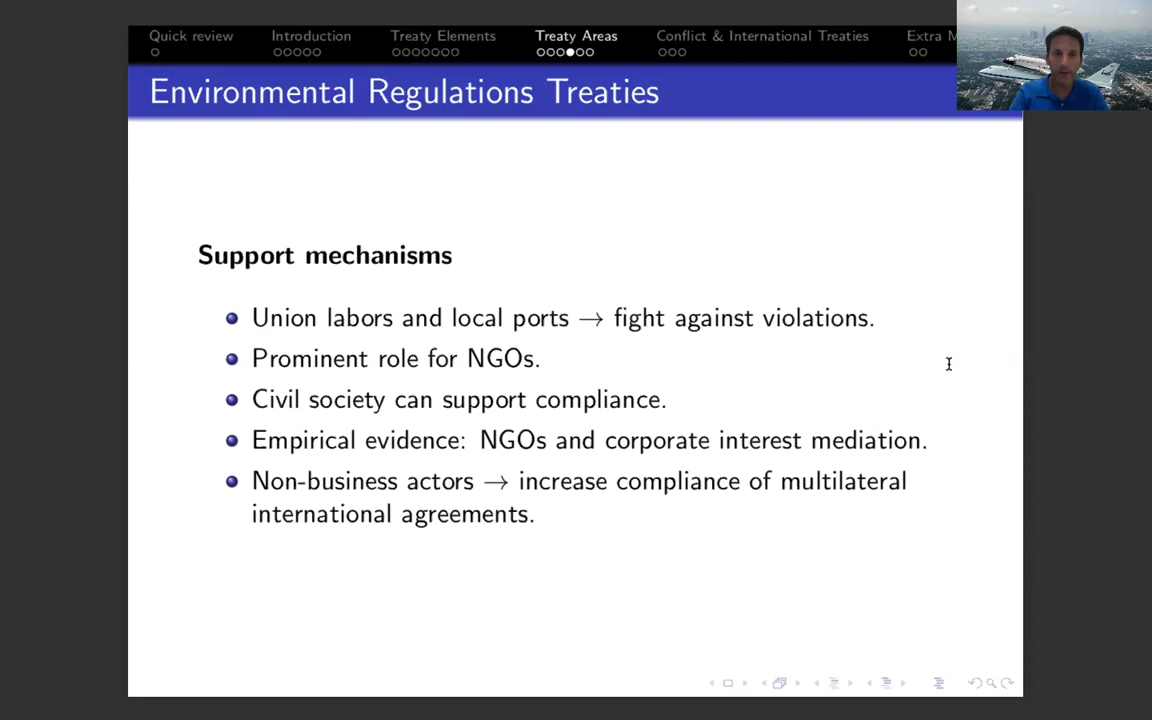 Quick review Introduction Treaty Elements Treaty Areas Conflict & International Treaties Extra
Environmental Regulations Treaties
Support mechanisms
Union labors and local ports → fight against violations.
Prominent role for NGOs.
Civil society can support compliance.
Empirical evidence: NGOs and corporate interest mediation.
Non-business actors → increase compliance of multilateral
international agreements.